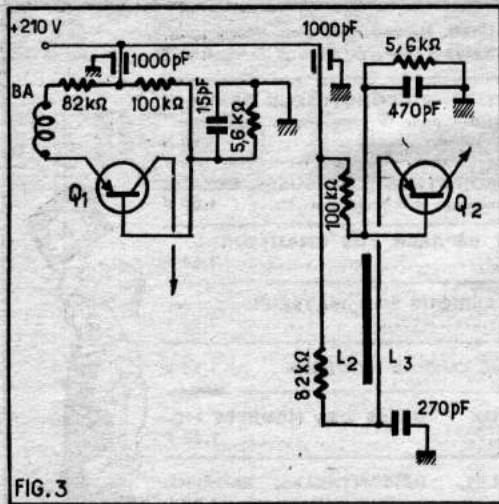 +210 V
1000pF
5,6kΩ
1000pF
BA
82kΩ
100kΩ
15pF
5,6kΩ
470pF
Q1
100kΩ
Q2
82kΩ
L2
L3
270pF
FIG.3